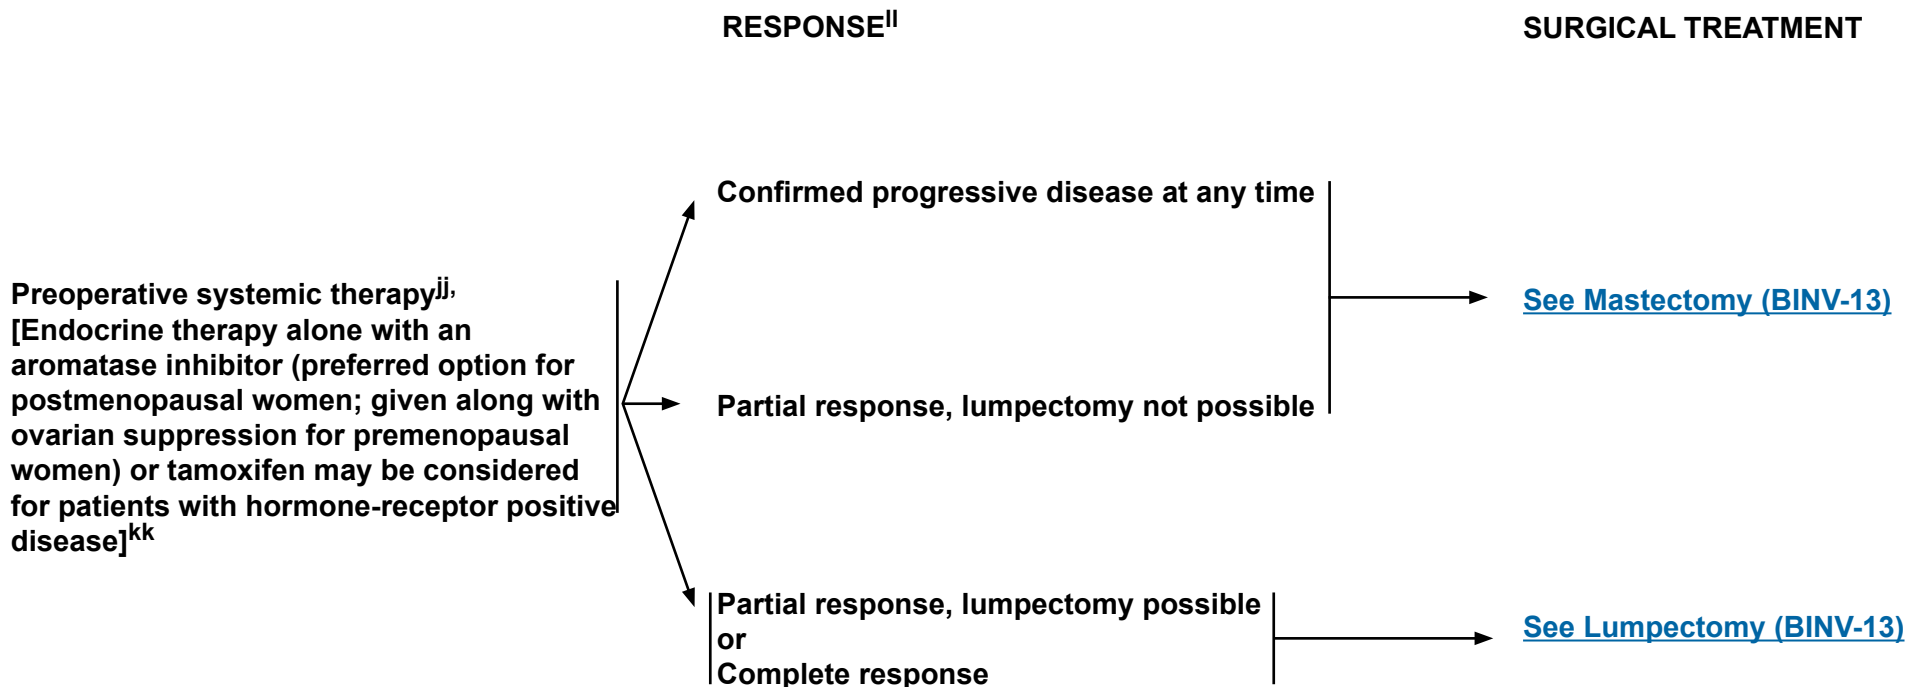 RESPONSEll
SURGICAL TREATMENT
Preoperative systemic therapyjj,
[Endocrine therapy alone with an
aromatase inhibitor (preferred option for
postmenopausal women; given along with
ovarian suppression for premenopausal
women) or tamoxifen may be considered
for patients with hormone-receptor positive
disease]kk
Confirmed progressive disease at any time
Partial response, lumpectomy not possible
Partial response, lumpectomy possible
or
Complete response
See Mastectomy (BINV-13)
See Lumpectomy (BINV-13)